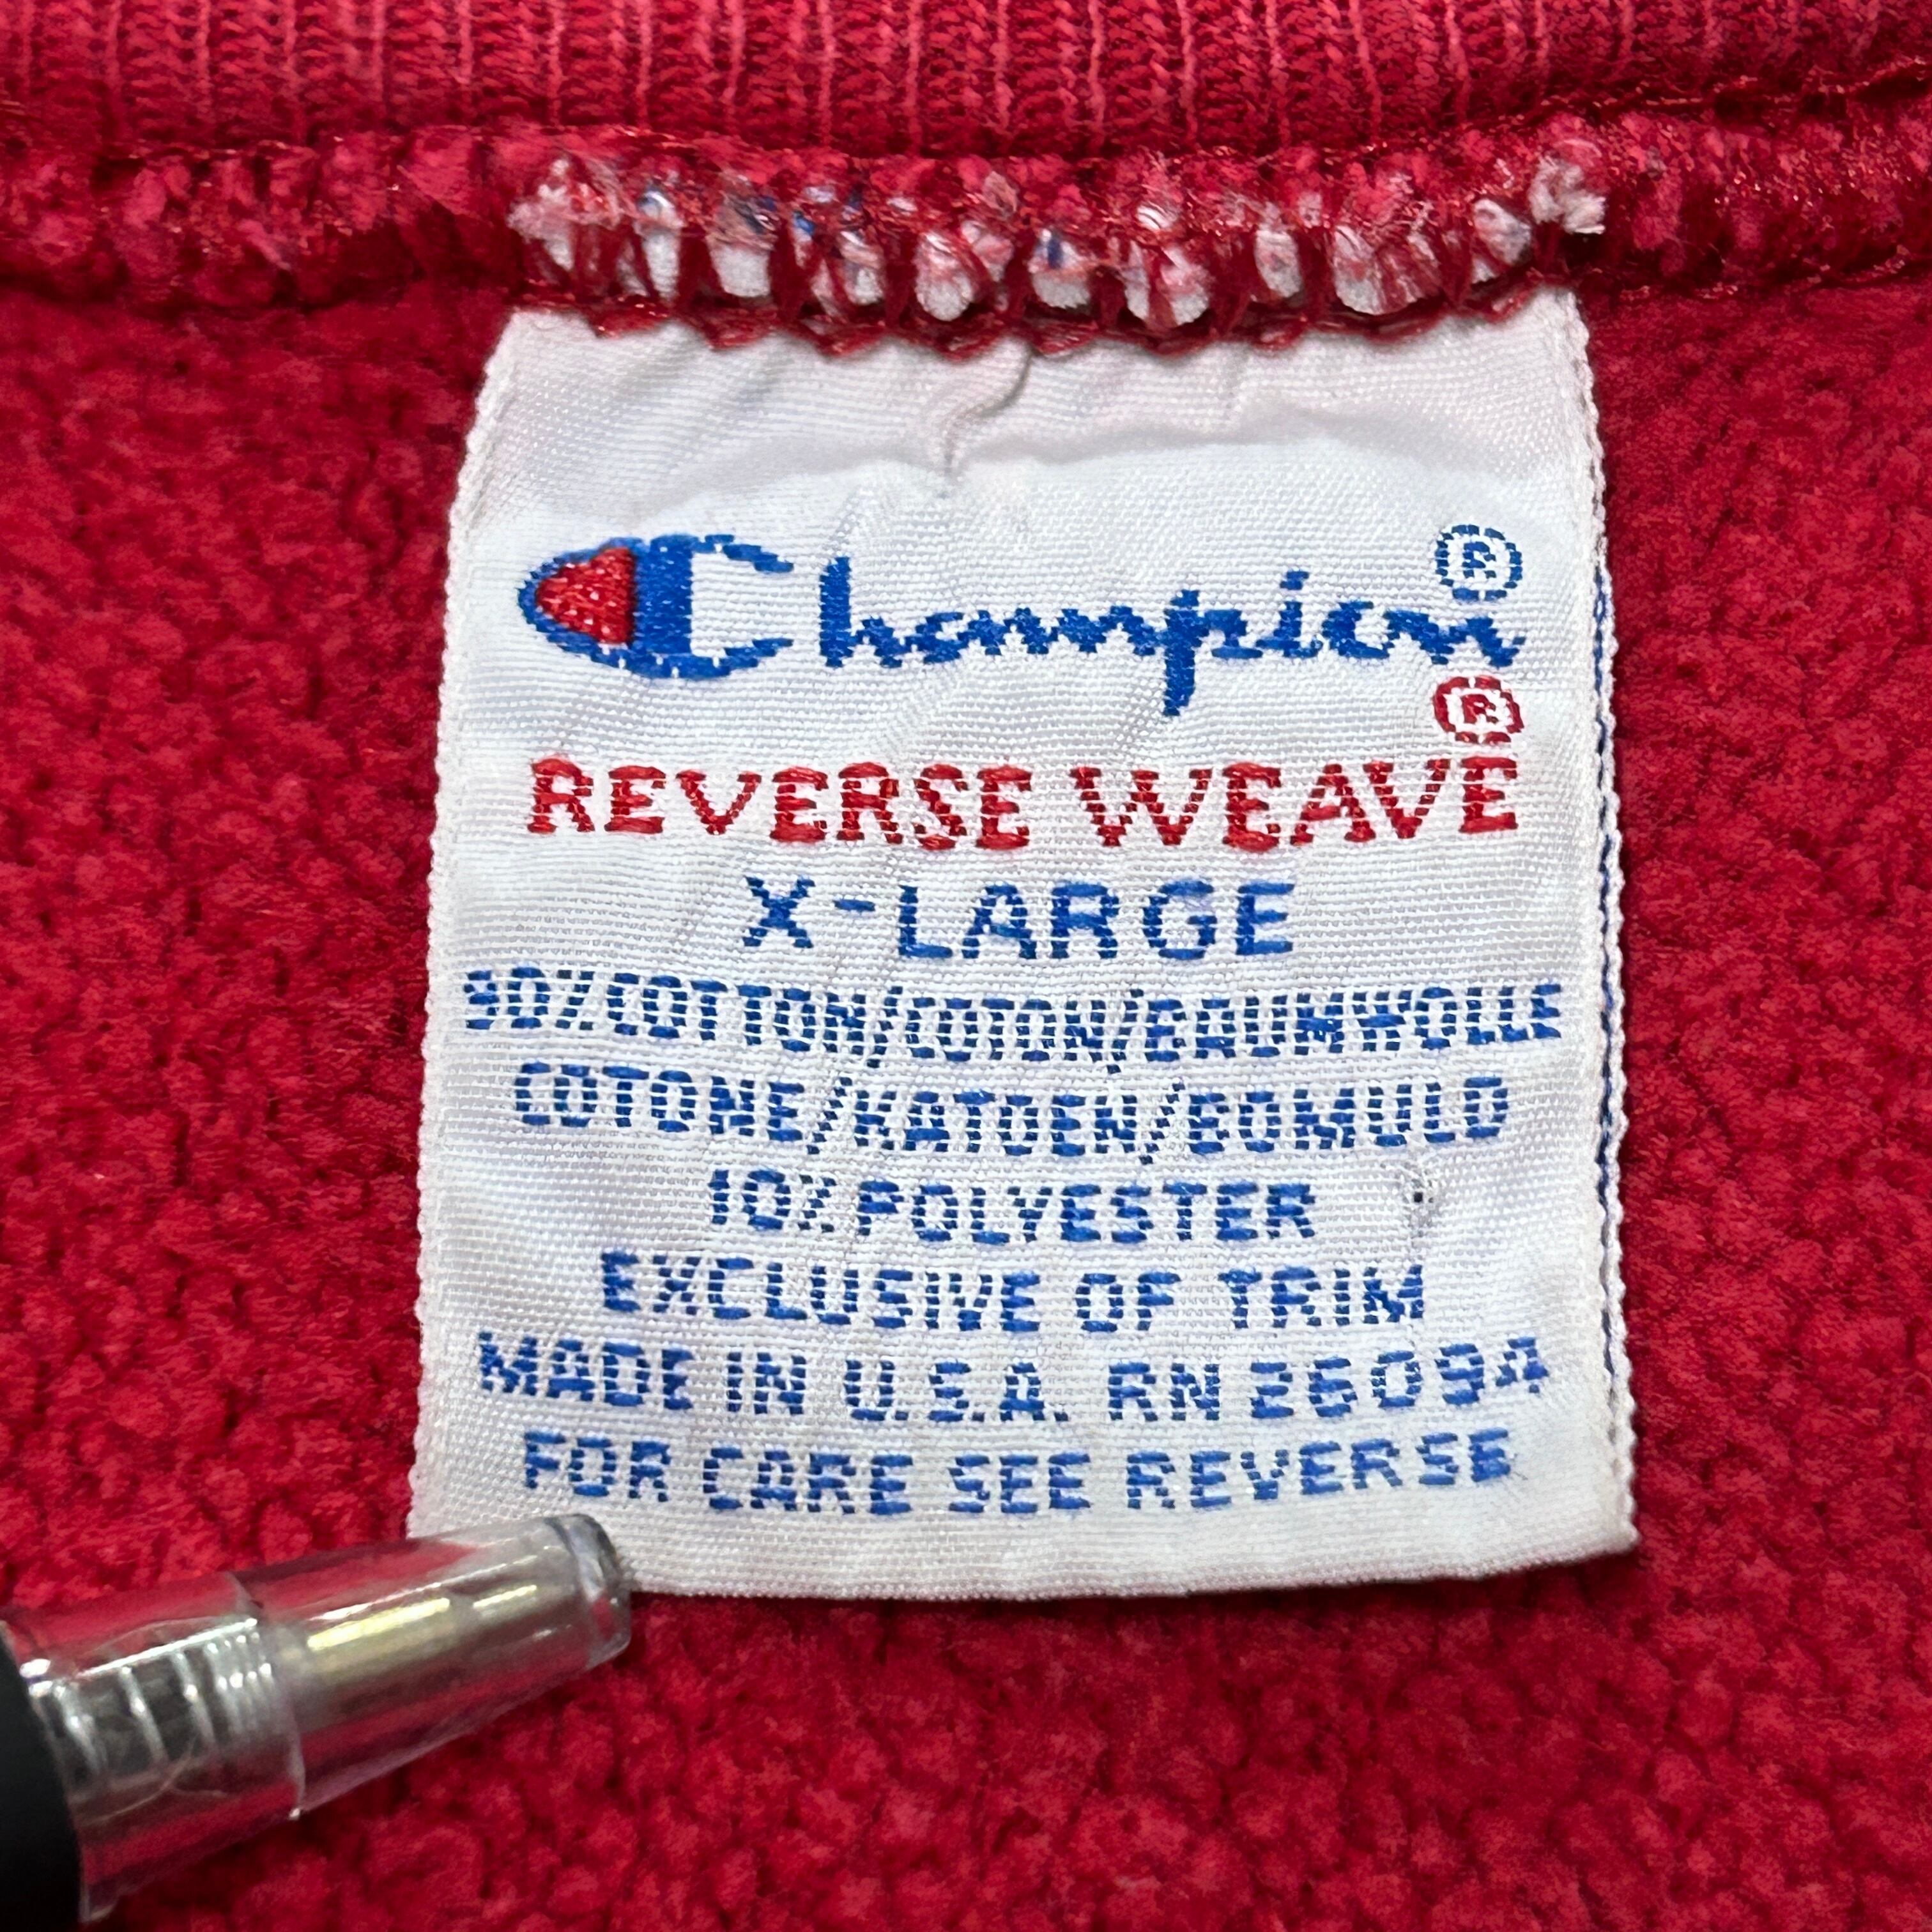 Champion®
®
REVERSE WEAVE
X-LARGE
90% COTTON/COTON/BAUMWOLLE
COTONE/KATOEN/BOMULD
10% POLYESTER
EXCLUSIVE OF TRIM
MADE IN U.S.A. RN 26094
FOR CARE SEE REVERSE